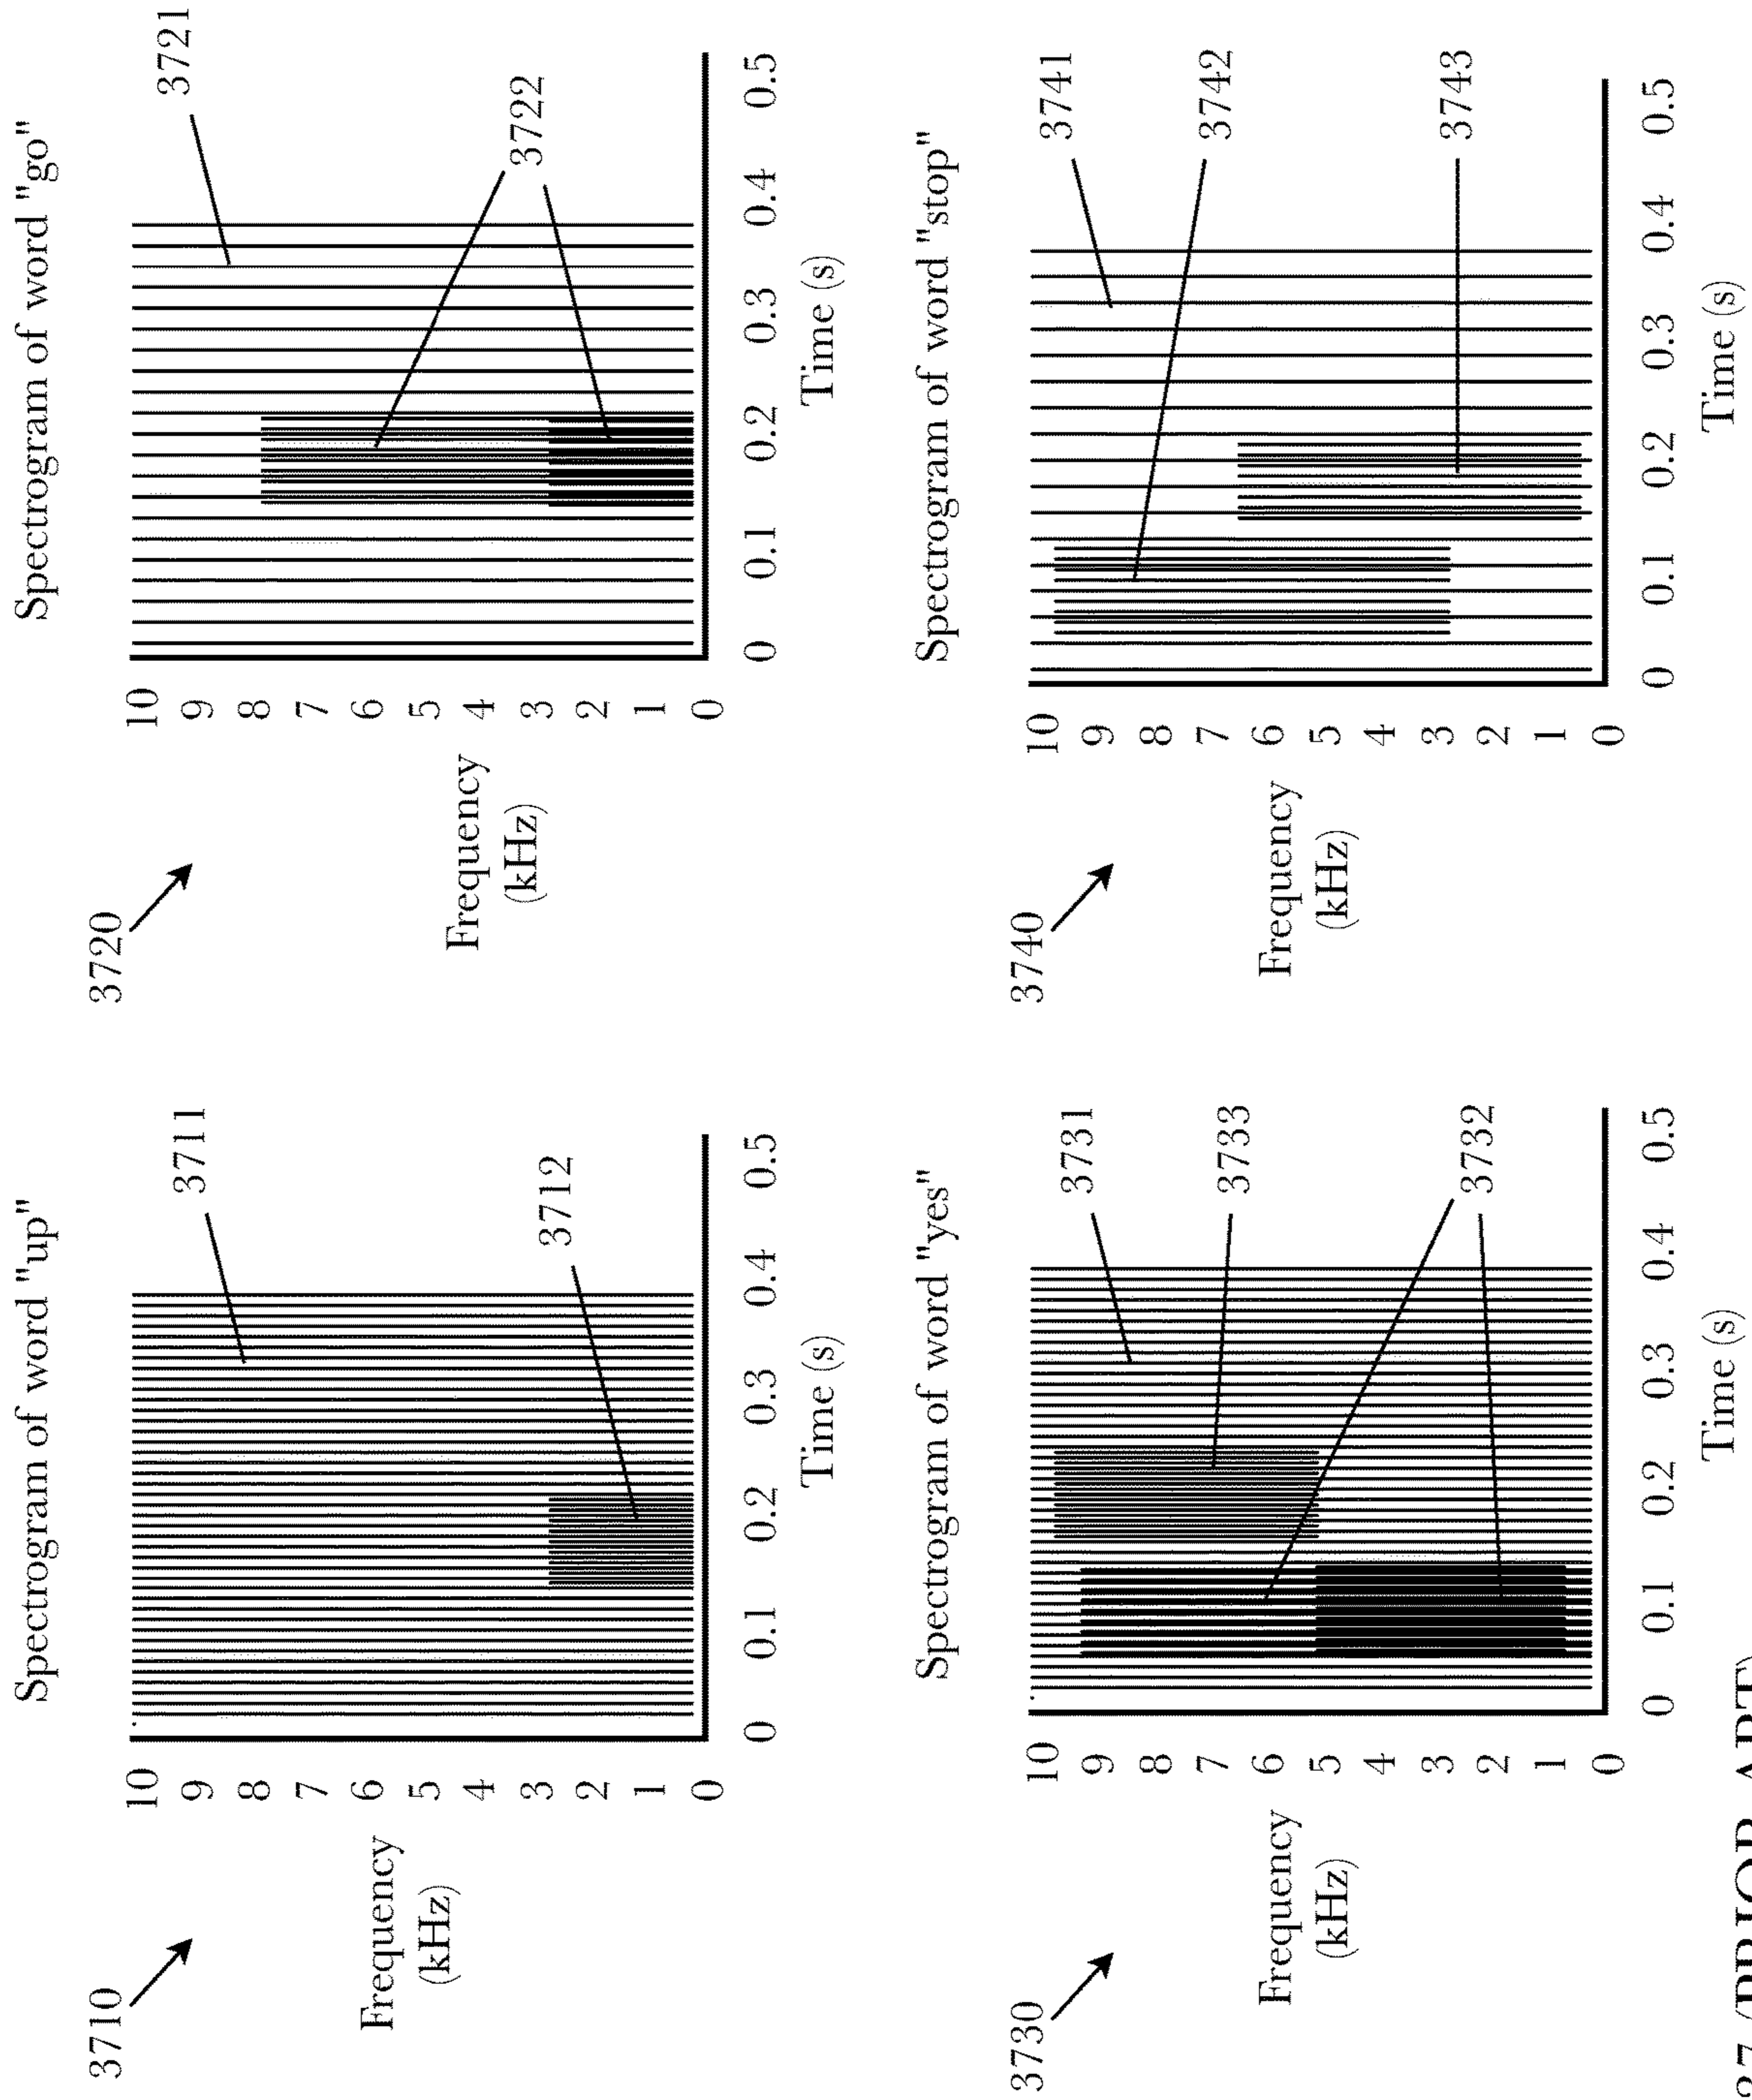 3710
Spectrogram of word "up"
Frequency
(kHz)
10
9
8
7
6
5
4
3
2
1
0
0 0.1 0.2 0.3 0.4 0.5
Time (s)
3711
3712
3720
Spectrogram of word "go"
Frequency
(kHz)
10
9
8
7
6
5
4
3
2
1
0
0 0.1 0.2 0.3 0.4 0.5
Time (s)
3721
3722
3730
Spectrogram of word "yes"
Frequency
(kHz)
10
9
8
7
6
5
4
3
2
1
0
0 0.1 0.2 0.3 0.4 0.5
Time (s)
3731
3733
3732
3740
Spectrogram of word "stop"
Frequency
(kHz)
10
9
8
7
6
5
4
3
2
1
0
0 0.1 0.2 0.3 0.4 0.5
Time (s)
3741
3742
3743
37 (PRIOR ART)